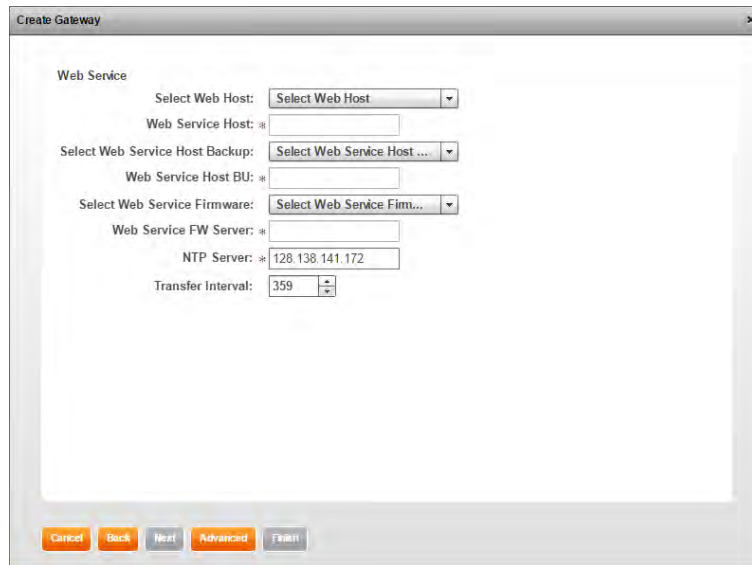 Create Gateway
Web Service
Select Web Host: Select Web Host
Web Service Host: *
Select Web Service Host Backup: Select Web Service Host ...
Web Service Host BU: *
Select Web Service Firmware: Select Web Service Firm...
Web Service FW Server: *
NTP Server: * 128.138.141.172
Transfer Interval: 359
Cancel Back Next Advanced Finish